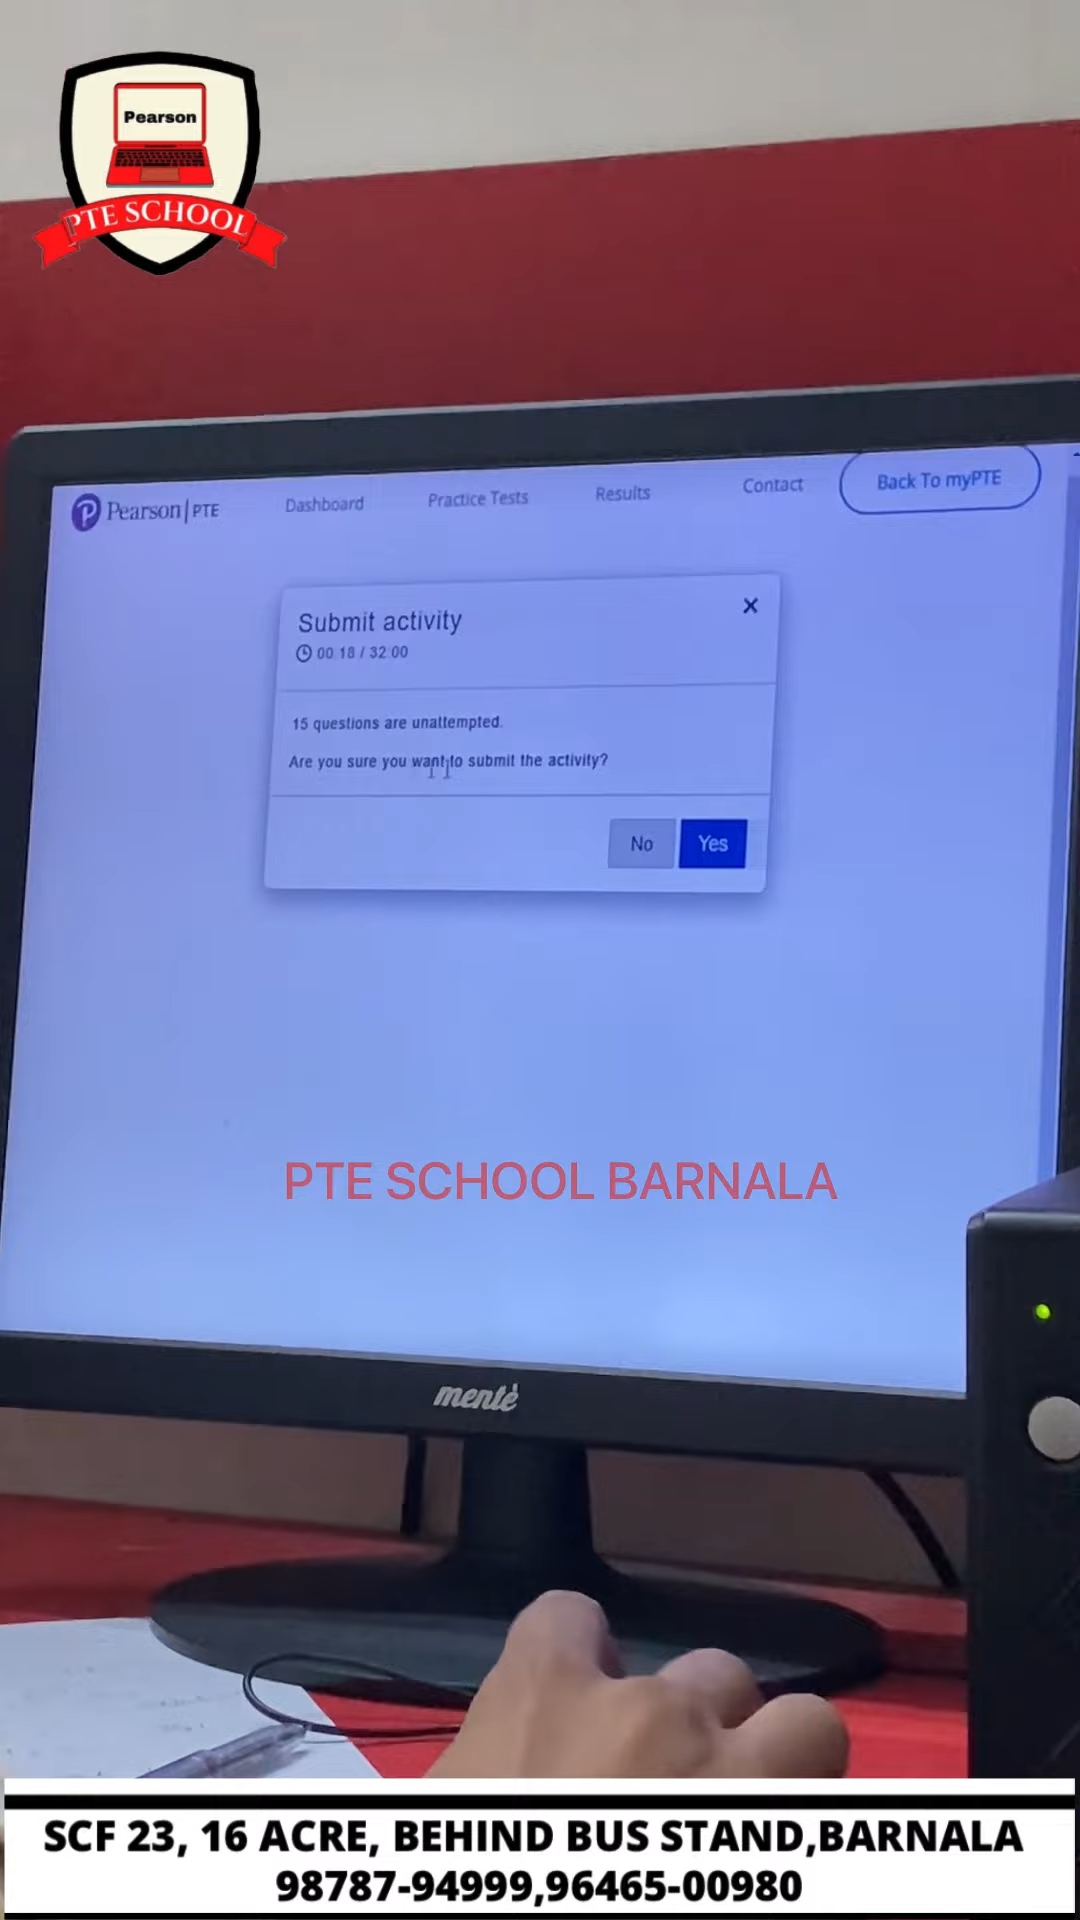 Pearson
PTE SCHOOL
Pearson | PTE
Dashboard
Practice Tests
Results
Contact
Back To myPTE
Submit activity
00:18 / 32:00
15 questions are unattempted.
Are you sure you want to submit the activity?
No
Yes
PTE SCHOOL BARNALA
mentè
SCF 23, 16 ACRE, BEHIND BUS STAND,BARNALA
98787-94999,96465-00980